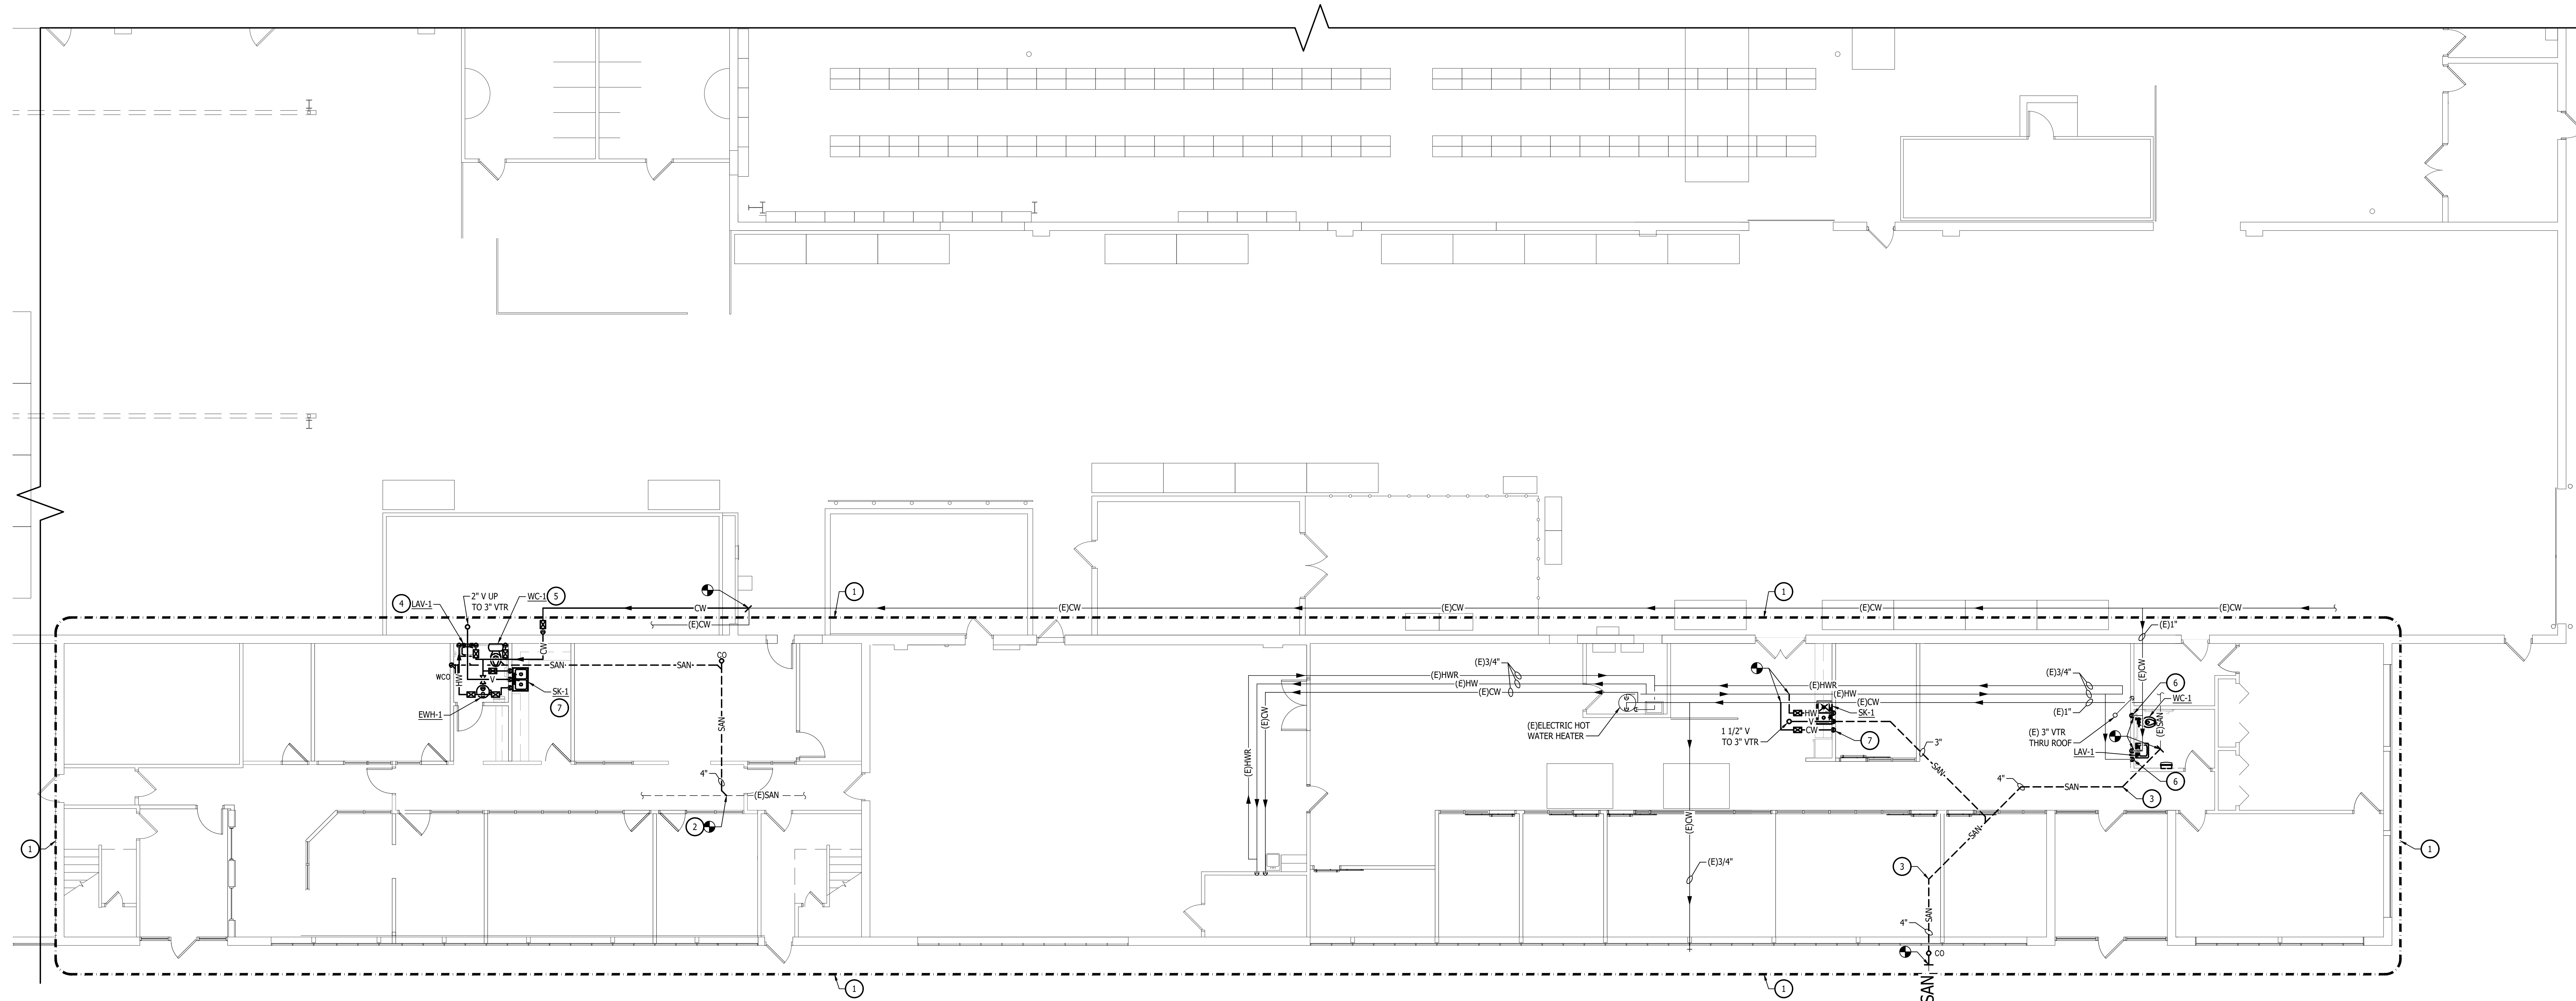 2" V UP
TO 3" VTR
WC-1
5
4
LAV-1
1
1
CW
(E)CW
(E)CW
(E)CW
(E)CW
(E)CW
(E)CW
(E)1"
CW
SAN
SAN
CO
WCO
HW
V
SK-1
7
EWH-1
SAN
4"
(E)SAN
2
1
1
(E)3/4"
(E)HWR
(E)HW
(E)CW
(E)CW
(E)HWR
(E)ELECTRIC HOT
WATER HEATER
(E)HWR
(E)HW
(E)CW
(E)3/4"
(E)1"
HW
V
CW
SK-1
7
1 1/2" V
TO 3" VTR
(E)CW
(E)3/4"
3"
SAN
4"
SAN
SAN
3
3
(E) 3" VTR
THRU ROOF
LAV-1
(E)CW
6
WC-1
(E)SAN
6
SAN
4"
CO
SAN
1
1